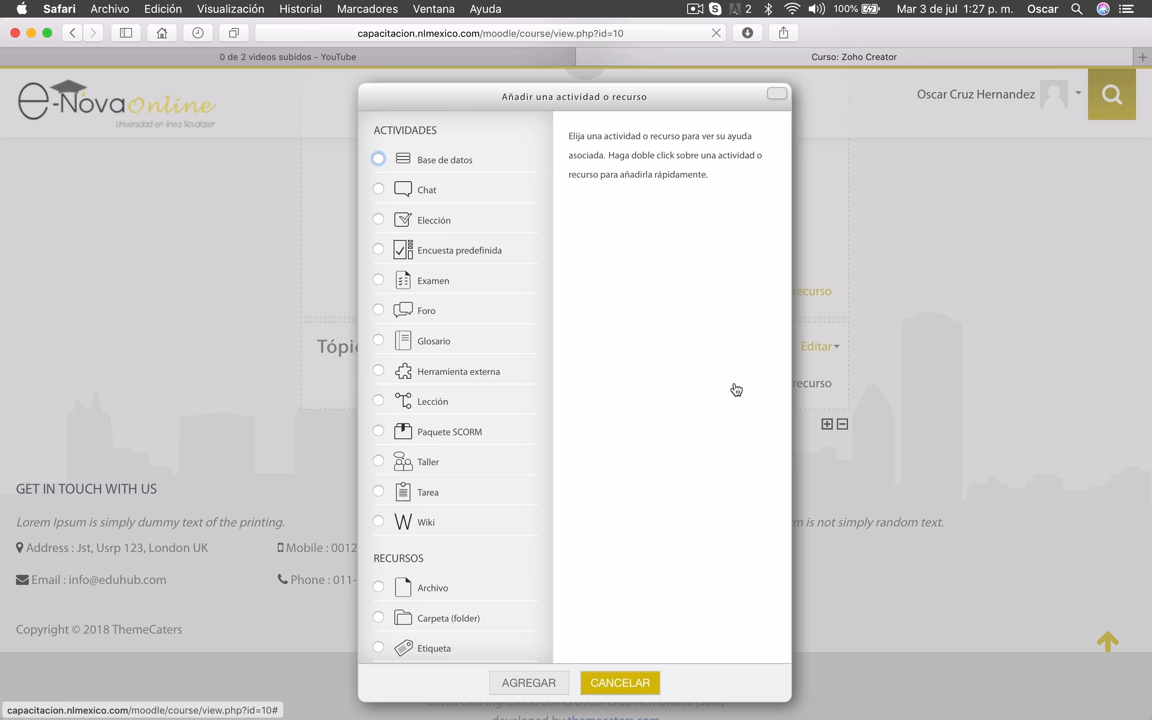 Safari Archivo Edición Visualización Historial Marcadores Ventana Ayuda 2 100% Mar 3 de jul 1:27 p. m. Oscar
capacitacion.nlmexico.com/moodle/course/view.php?id=10
0 de 2 videos subidos - YouTube Curso: Zoho Creator
e-NovaOnline
Universidad en línea Novalaser
Oscar Cruz Hernandez
Añadir una actividad o recurso
ACTIVIDADES
Base de datos
Chat
Elección
Encuesta predefinida
Examen
Foro
Glosario
Herramienta externa
Lección
Paquete SCORM
Taller
Tarea
Wiki
RECURSOS
Archivo
Carpeta (folder)
Etiqueta
Elija una actividad o recurso para ver su ayuda
asociada. Haga doble click sobre una actividad o
recurso para añadirla rápidamente.
AGREGAR CANCELAR
recurso
Tópi
Editar
recurso
GET IN TOUCH WITH US
Lorem Ipsum is simply dummy text of the printing.
m is not simply random text.
Address : Jst, Usrp 123, London UK
Mobile : 0012
Email : info@eduhub.com
Phone : 011-
Copyright © 2018 ThemeCaters
developed by themecaters.com
capacitacion.nlmexico.com/moodle/course/view.php?id=10#